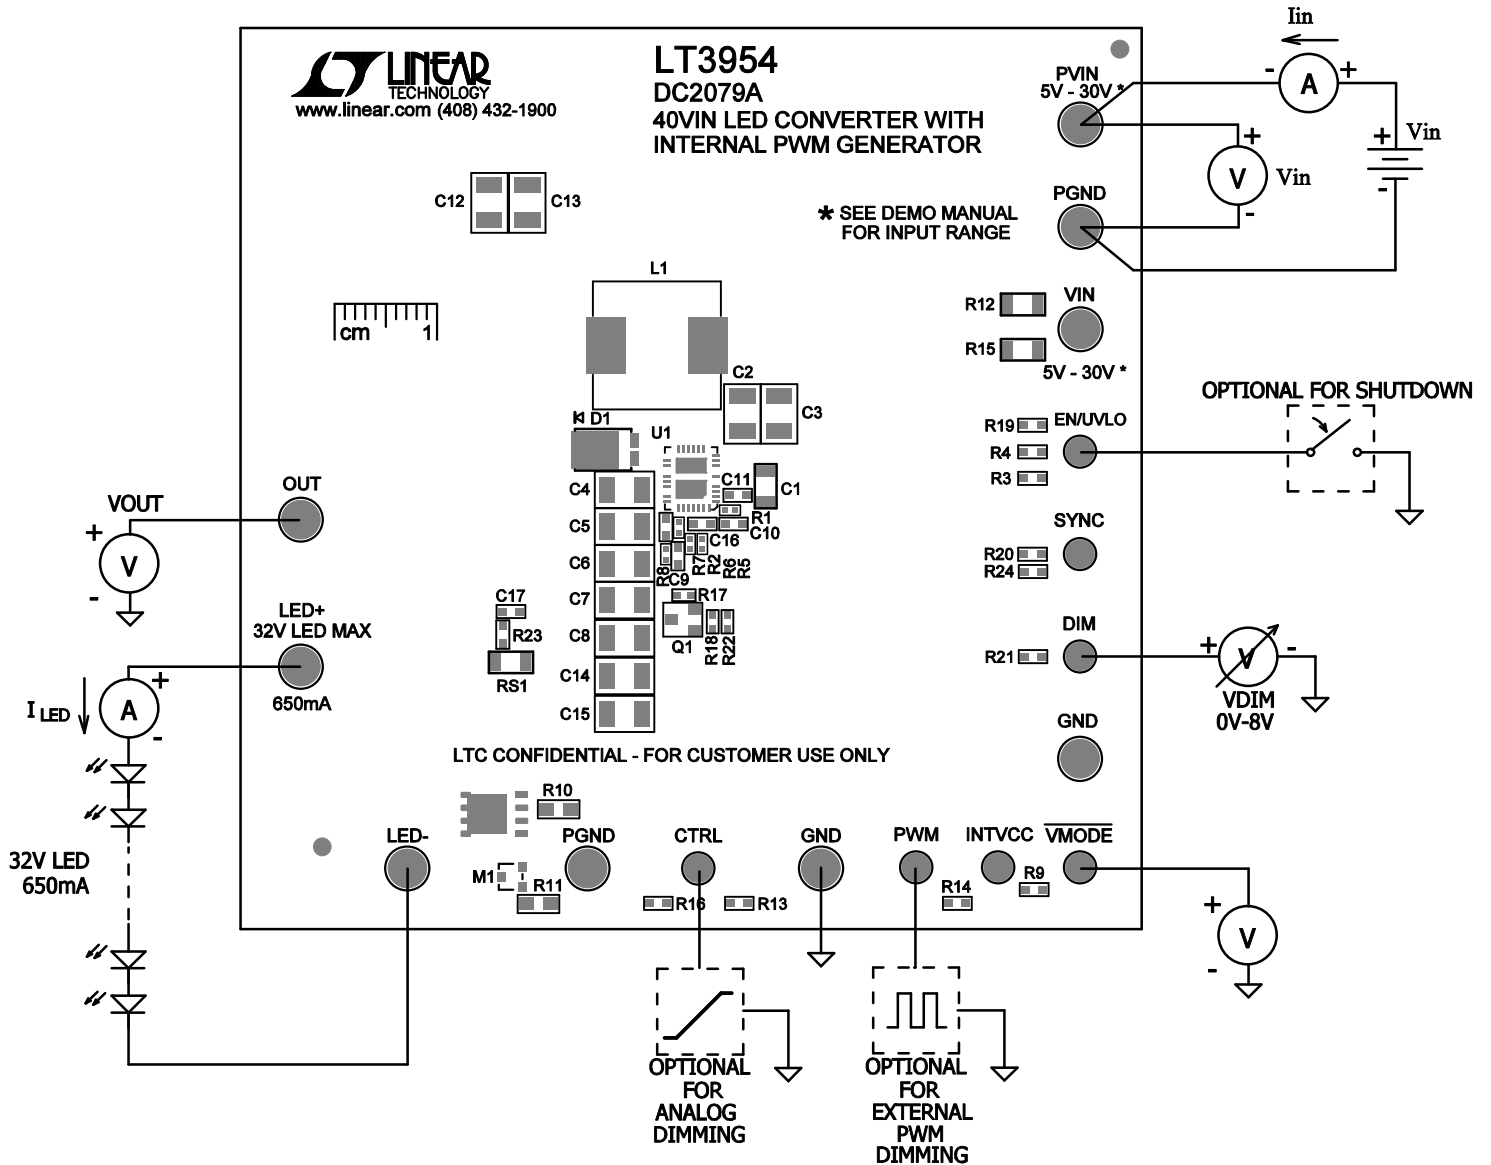 Iin
A
- +
LINEAR
TECHNOLOGY
www.linear.com (408) 432-1900
LT3954
DC2079A
40VIN LED CONVERTER WITH
INTERNAL PWM GENERATOR
PVIN
5V - 30V *
+
V
-
Vin
+
Vin
-
C12
C13
* SEE DEMO MANUAL
FOR INPUT RANGE
PGND
L1
cm 1
R12
VIN
R15
5V - 30V *
C2
C3
D1
U1
R19
EN/UVLO
R4
R3
OPTIONAL FOR SHUTDOWN
OUT
VOUT
+
V
-
C4
C11
C1
R1
C10
C16
C5
C6
C7
C8
C14
C15
R8
C9
R7
R2
R6
R5
R17
Q1
R18
R22
SYNC
R20
R24
C17
R23
RS1
LED+
32V LED MAX
650mA
DIM
R21
+
V
-
VDIM
0V-8V
I LED
A
+
-
GND
LTC CONFIDENTIAL - FOR CUSTOMER USE ONLY
32V LED
650mA
LED-
R10
M1
R11
PGND
CTRL
R16
R13
GND
PWM
R14
INTVCC
R9
VMODE
+
V
-
OPTIONAL
FOR
ANALOG
DIMMING
OPTIONAL
FOR
EXTERNAL
PWM
DIMMING